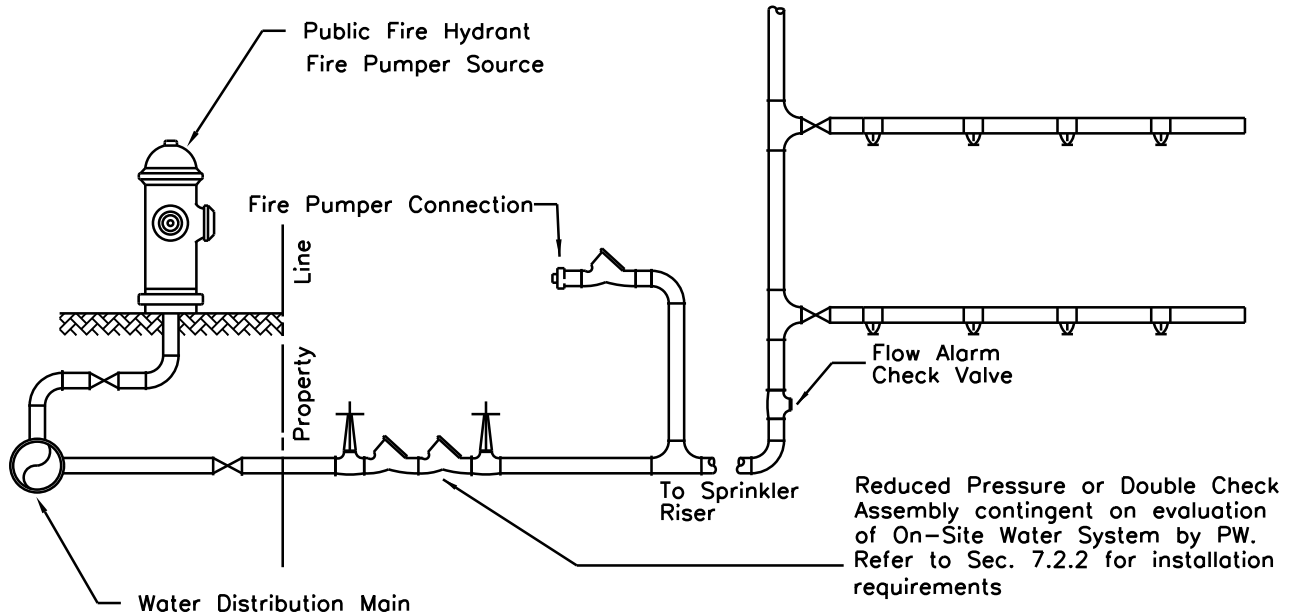 Public Fire Hydrant
Fire Pumper Source
Fire Pumper Connection
Property Line
Flow Alarm
Check Valve
To Sprinkler
Riser
Reduced Pressure or Double Check
Assembly contingent on evaluation
of On-Site Water System by PW.
Refer to Sec. 7.2.2 for installation
requirements
Water Distribution Main